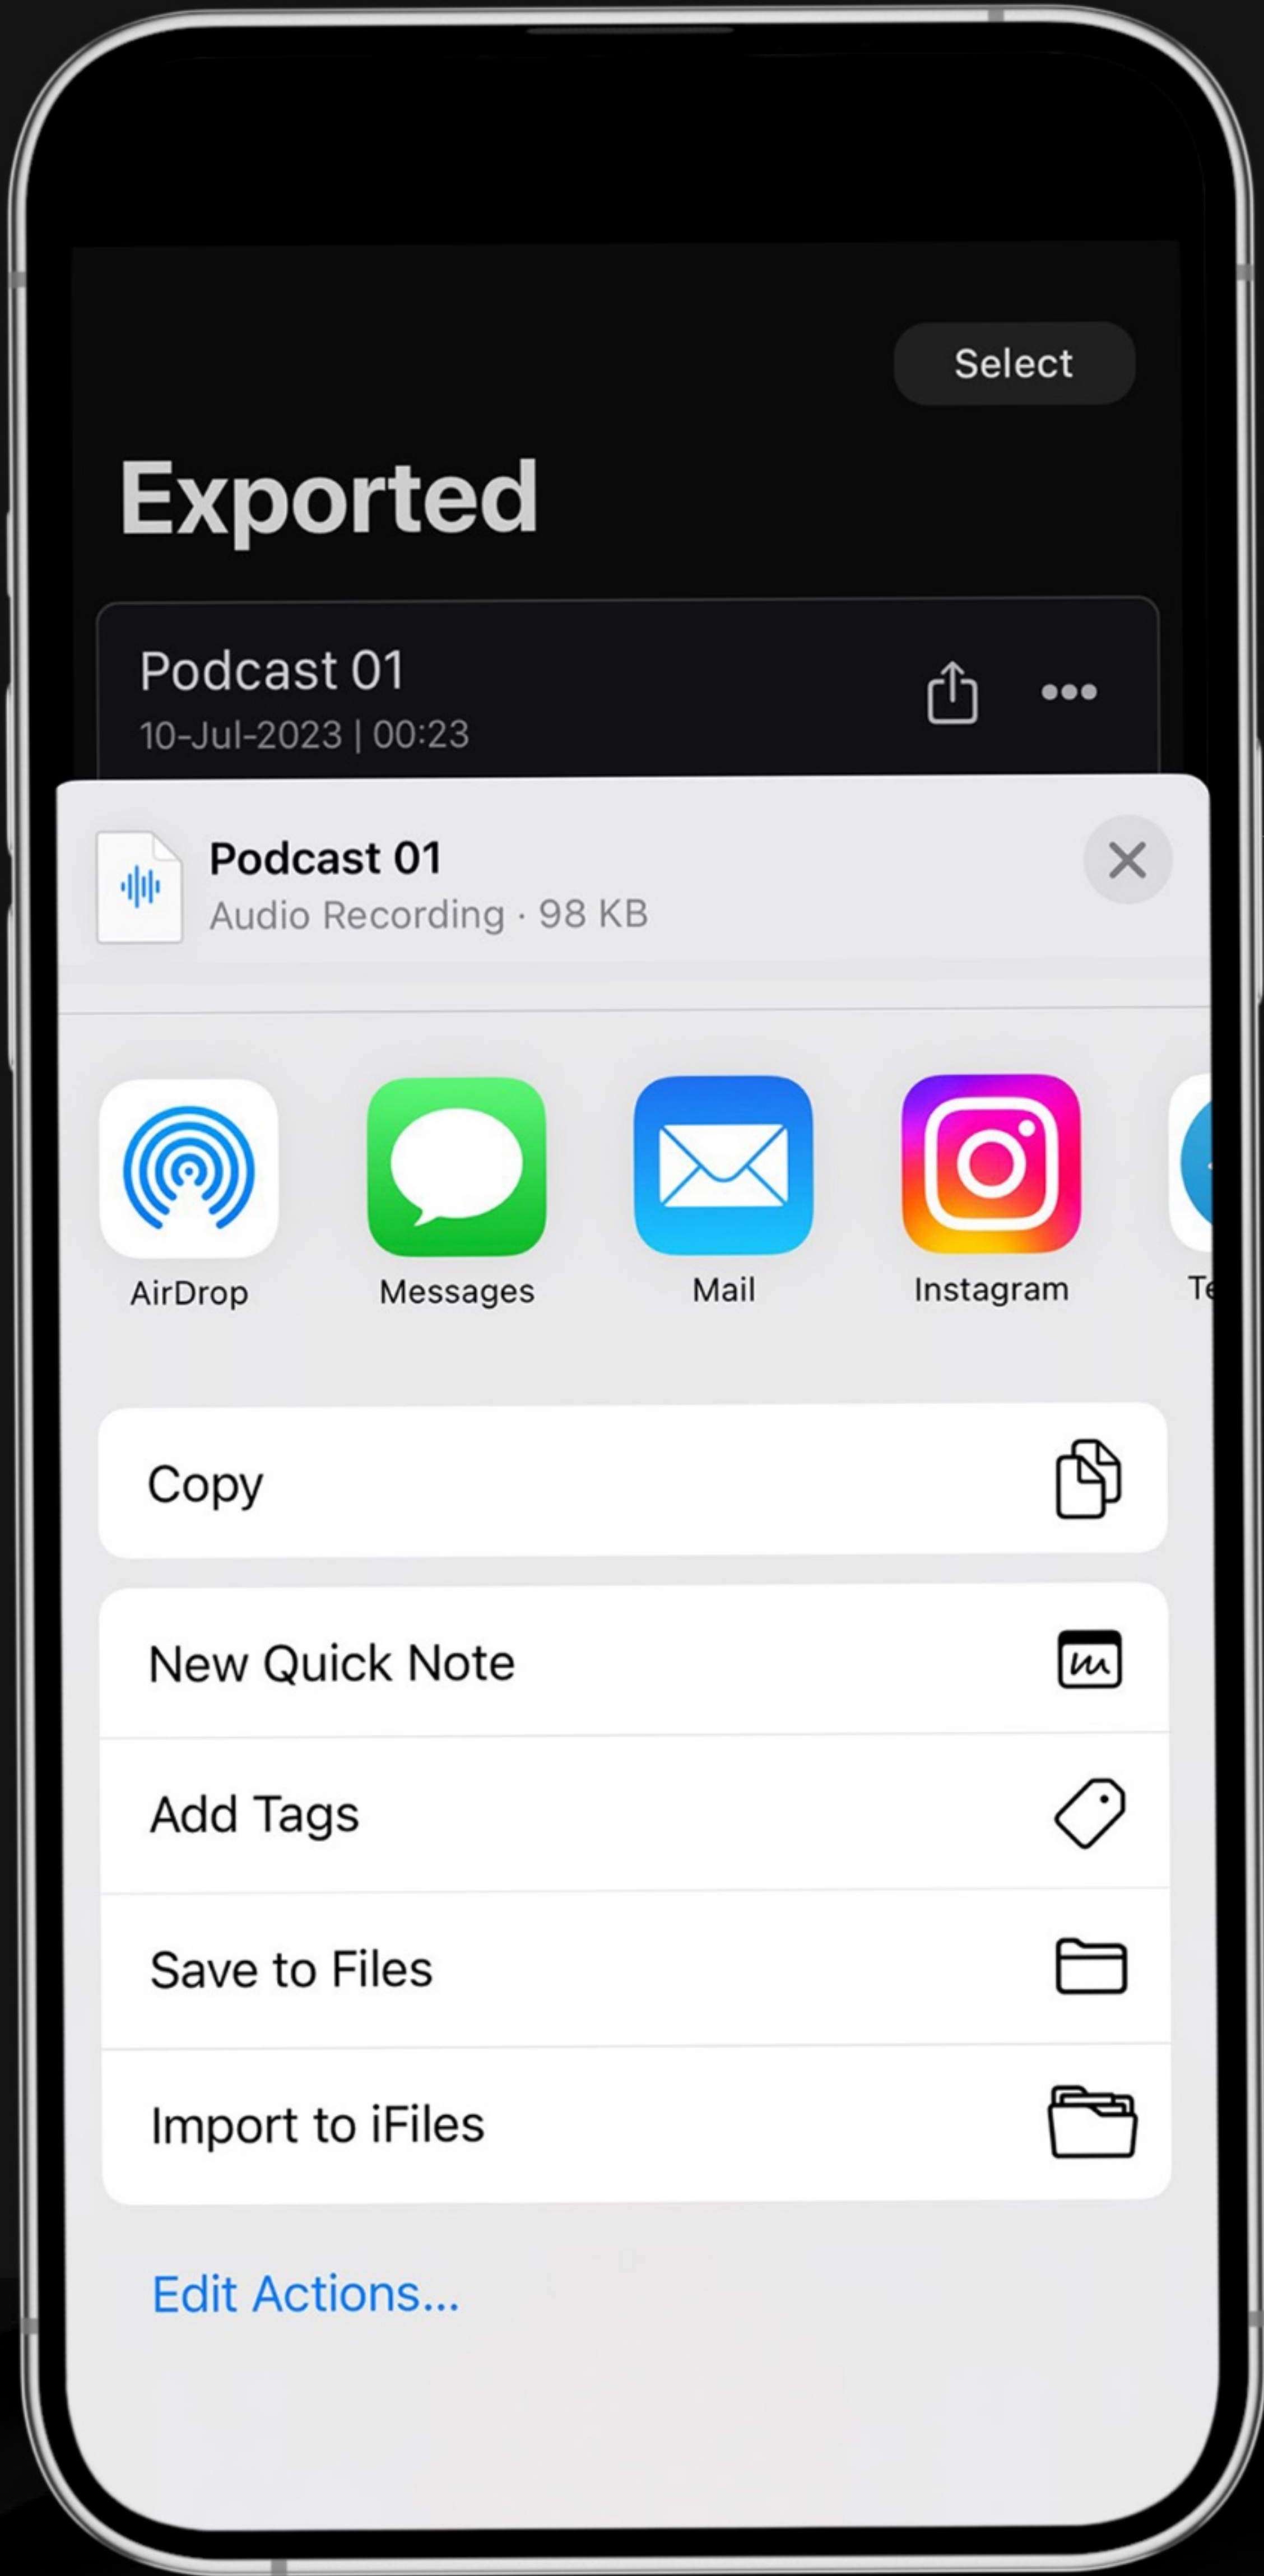 Select
Exported
Podcast 01
10-Jul-2023 | 00:23
Podcast 01
Audio Recording · 98 KB
AirDrop
Messages
Mail
Instagram
Copy
New Quick Note
Add Tags
Save to Files
Import to iFiles
Edit Actions...